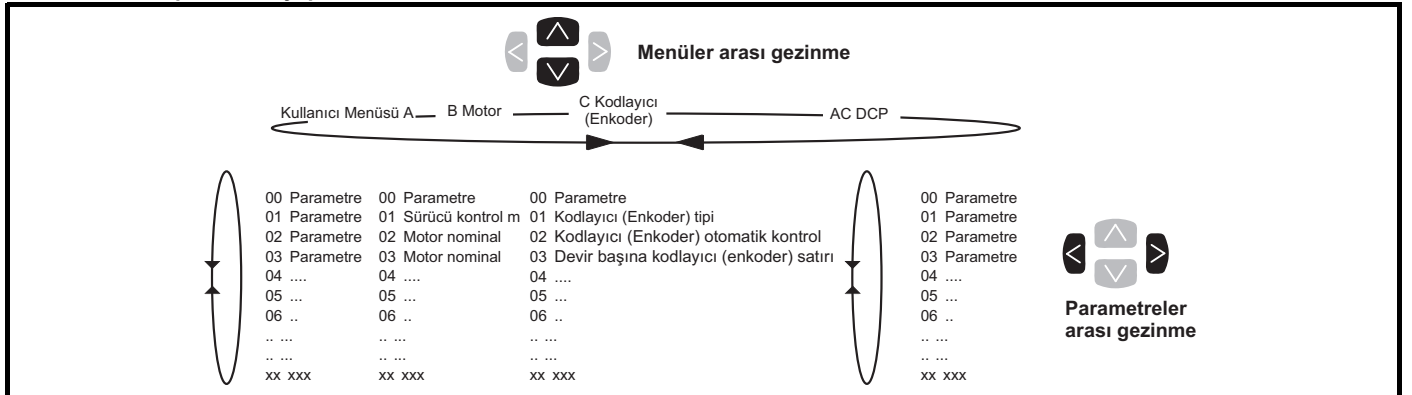 Menüler arası gezinme
Kullanıcı Menüsü A B Motor C Kodlayıcı (Enkoder) AC DCP
00 Parametre 00 Parametre 00 Parametre 00 Parametre
01 Parametre 01 Sürücü kontrol m 01 Kodlayıcı (Enkoder) tipi 01 Parametre
02 Parametre 02 Motor nominal 02 Kodlayıcı (Enkoder) otomatik kontrol 02 Parametre
03 Parametre 03 Motor nominal 03 Devir başına kodlayıcı (enkoder) satırı 03 Parametre
04 .... 04 .... 04 .... 04 ....
05 ... 05 ... 05 ... 05 ...
06 .. 06 .. 06 .. 06 ..
.. ... .. ... .. ... .. ...
.. ... .. ... .. ... .. ...
xx xxx xx xxx xx xxx xx xxx
Parametreler
arası gezinme